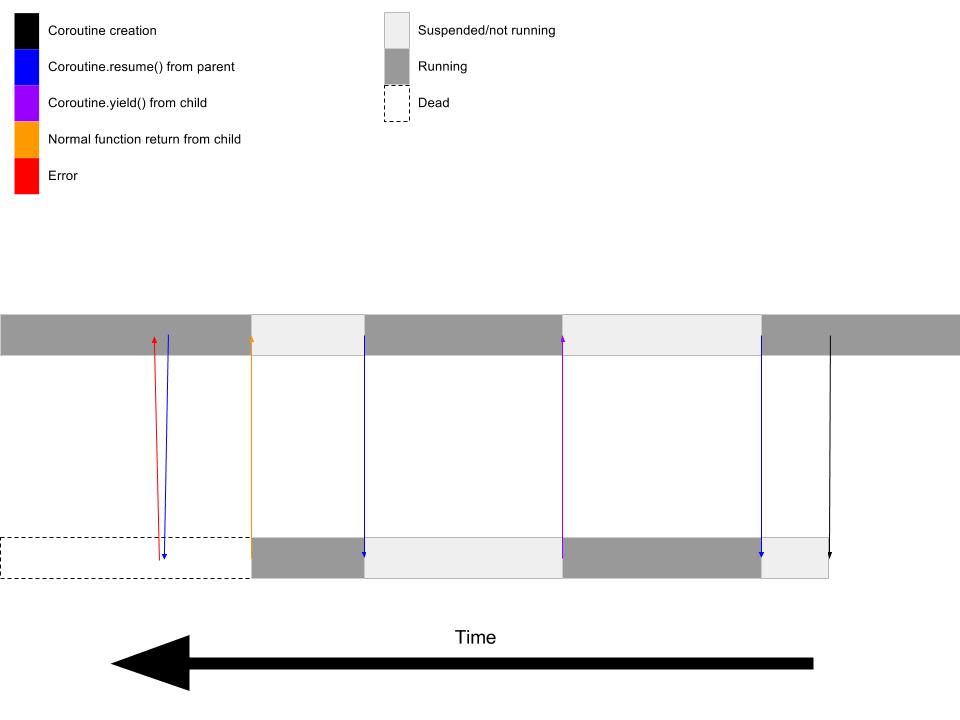 Coroutine creation
Coroutine.resume() from parent
Coroutine.yield() from child
Normal function return from child
Error
Suspended/not running
Running
Dead
Time